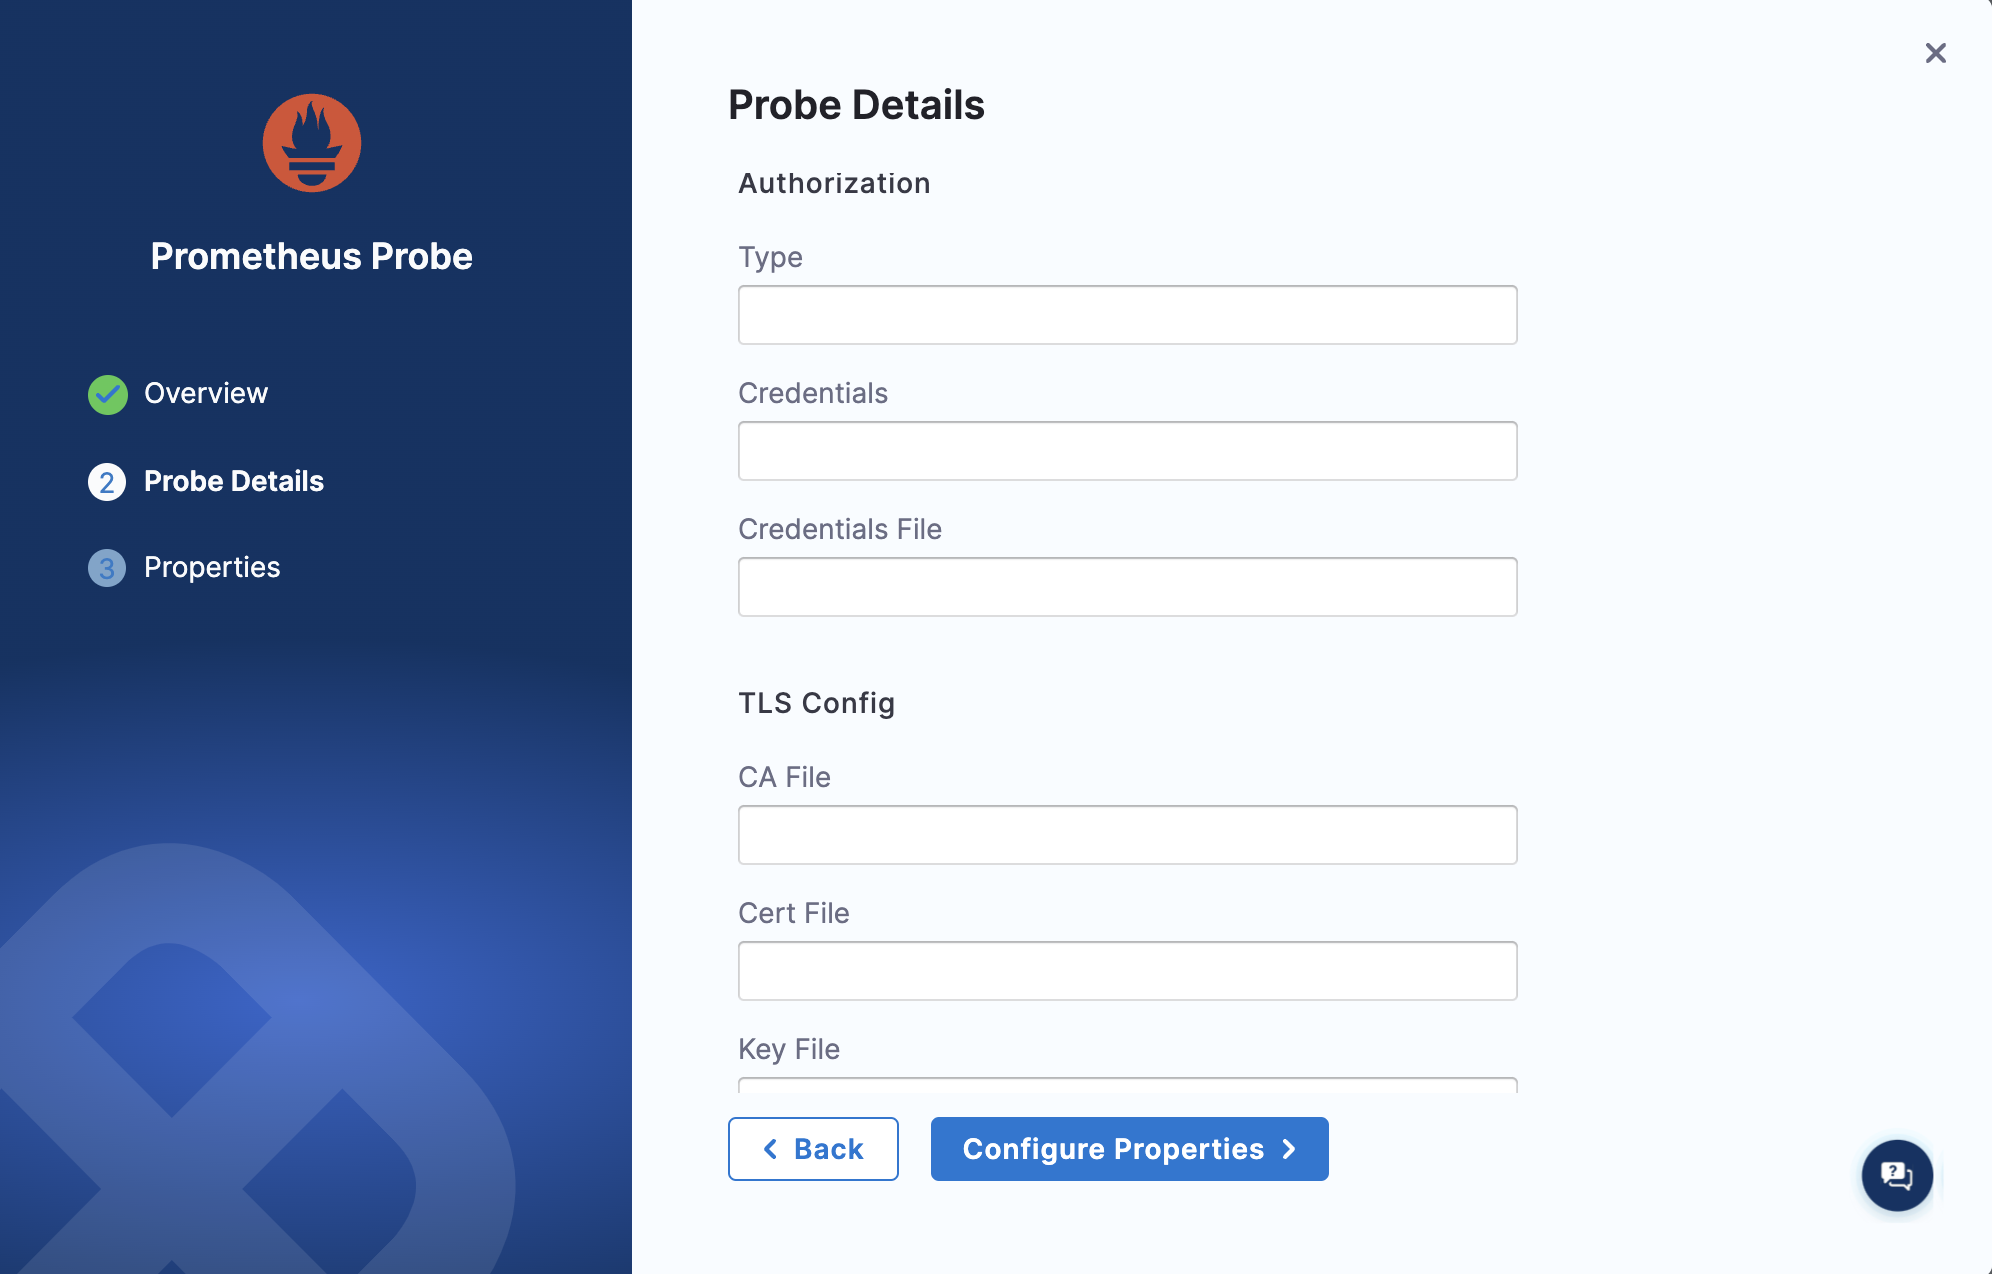 Prometheus Probe
Overview
2 Probe Details
3 Properties
Probe Details
Authorization
Type
Credentials
Credentials File
TLS Config
CA File
Cert File
Key File
Back
Configure Properties
?